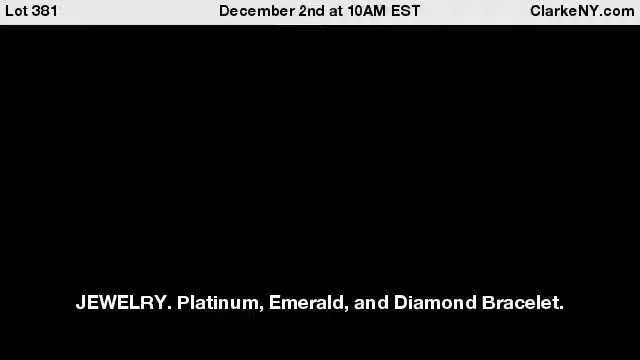 Lot 381 December 2nd at 10AM EST ClarkeNY.com
JEWELRY. Platinum, Emerald, and Diamond Bracelet.